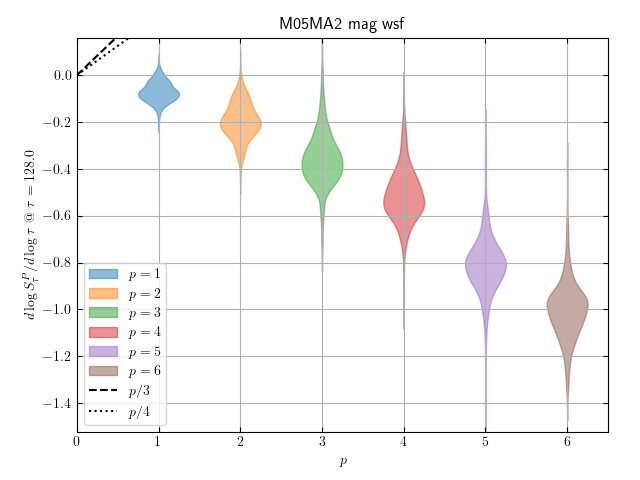 M05MA2 mag wsf
d log S_τ^P / d log τ @ τ = 128.0
0.0
−0.2
−0.4
−0.6
−0.8
−1.0
−1.2
−1.4
p = 1
p = 2
p = 3
p = 4
p = 5
p = 6
p/3
p/4
0 1 2 3 4 5 6
p